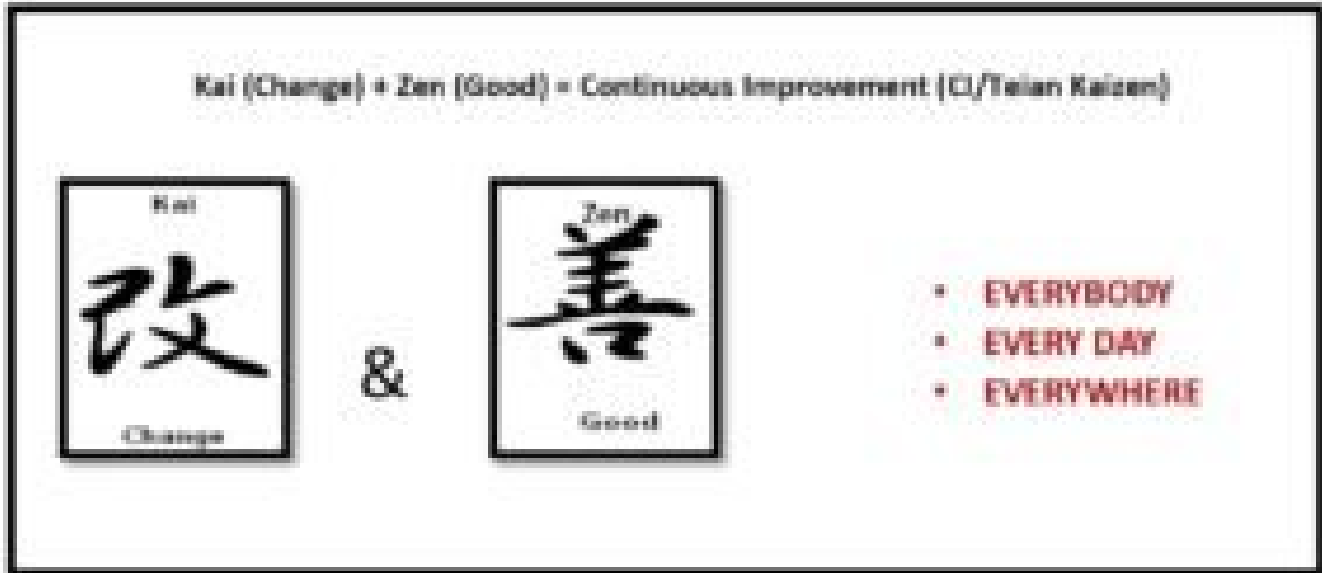 Kai (Change) + Zen (Good) = Continuous Improvement (CI/Teian Kaizen)
Kai
改
Change
&
Zen
善
Good
• EVERYBODY
• EVERY DAY
• EVERYWHERE